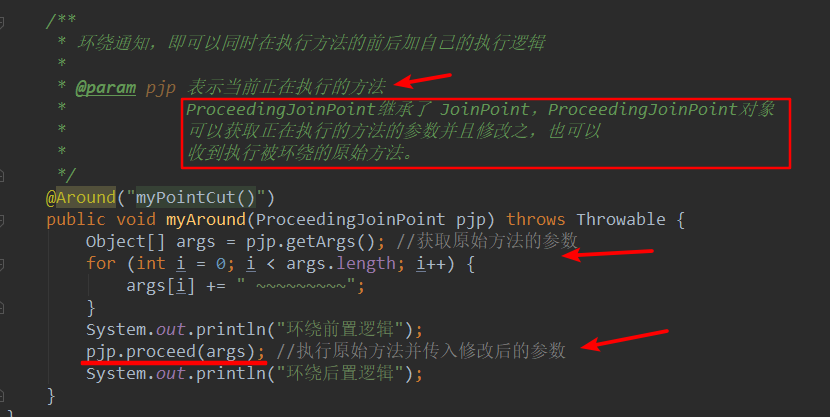 /**
* 环绕通知，即可以同时在执行方法的前后加自己的执行逻辑
*
* @param pjp 表示当前正在执行的方法
* ProceedingJoinPoint继承了 JoinPoint，ProceedingJoinPoint对象
* 可以获取正在执行的方法的参数并且修改之，也可以
* 收到执行被环绕的原始方法。
*/
@Around("myPointCut()")
public void myAround(ProceedingJoinPoint pjp) throws Throwable {
Object[] args = pjp.getArgs(); //获取原始方法的参数
for (int i = 0; i < args.length; i++) {
args[i] += " ~~~~~~~~~";
}
System.out.println("环绕前置逻辑");
pjp.proceed(args); //执行原始方法并传入修改后的参数
System.out.println("环绕后置逻辑");
}